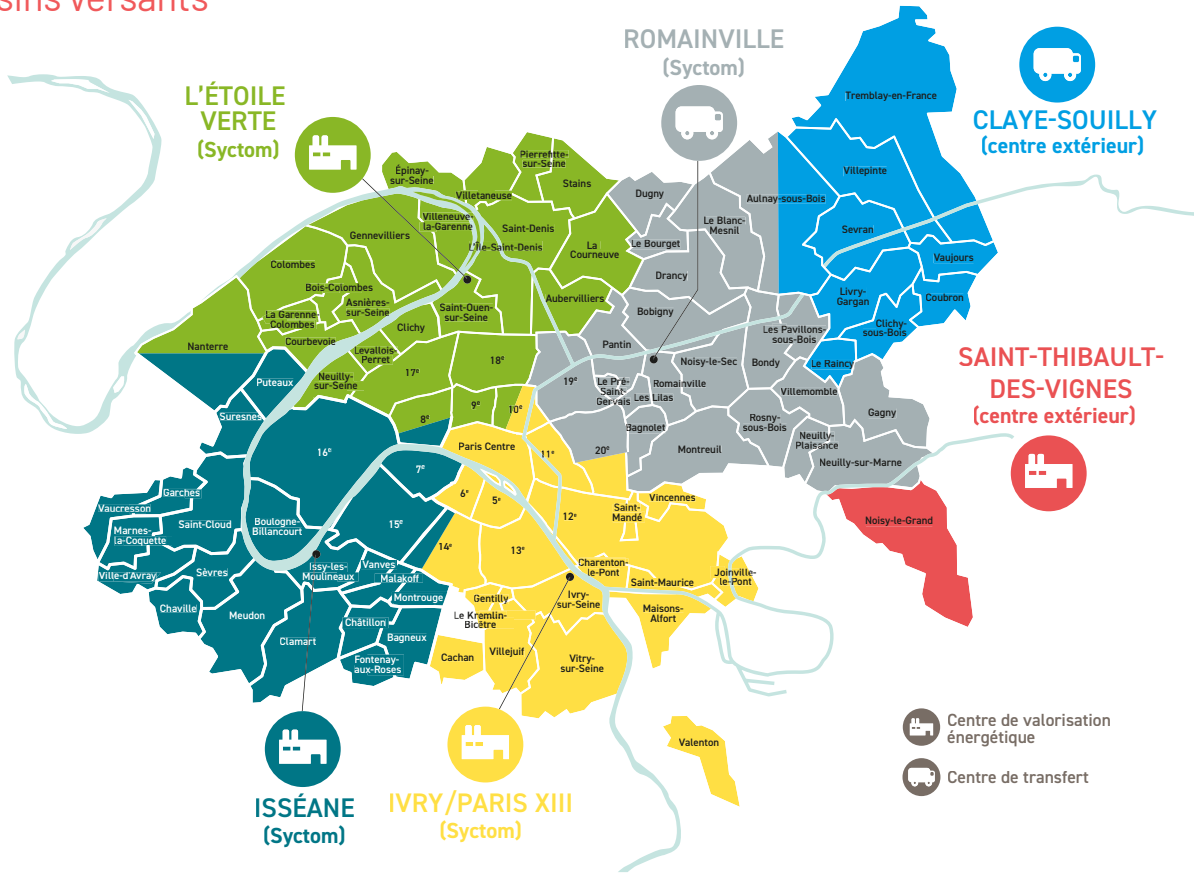 sins versants
ROMAINVILLE
(Syctom)
L'ÉTOILE
VERTE
(Syctom)
CLAYE-SOUILLY
(centre extérieur)
SAINT-THIBAULT-
DES-VIGNES
(centre extérieur)
Tremblay-en-France
Villepinte
Aulnay-sous-Bois
Sevran
Vaujours
Coubron
Livry-
Gargan
Clichy-
sous-Bois
Le Raincy
Pierrefitte-
sur-Seine
Épinay-
sur-Seine
Stains
Villetaneuse
Villeneuve-
la-Garenne
Saint-Denis
L'Île-Saint-Denis
La
Courneuve
Gennevilliers
Colombes
Bois-Colombes
Asnières-
sur-Seine
La Garenne-
Colombes
Courbevoie
Clichy
Saint-Ouen-
sur-Seine
Aubervilliers
Levallois-
Perret
Neuilly-
sur-Seine
Nanterre
17e
18e
8e
9e
10e
Dugny
Le Blanc-
Mesnil
Le Bourget
Drancy
Bobigny
Pantin
Les Pavillons-
sous-Bois
Noisy-le-Sec
Bondy
19e
Le Pré-
Saint-
Gervais
Romainville
Les Lilas
Villemomble
Gagny
Bagnolet
Rosny-
sous-Bois
Neuilly-
Plaisance
20e
Montreuil
Neuilly-sur-Marne
Noisy-le-Grand
Puteaux
Suresnes
16e
7e
15e
Garches
Vaucresson
Marnes-
la-Coquette
Saint-Cloud
Boulogne-
Billancourt
Ville-d'Avray
Sèvres
Issy-les-
Moulineaux
Vanves
Malakoff
Montrouge
Chaville
Meudon
Clamart
Châtillon
Bagneux
Fontenay-
aux-Roses
Paris Centre
11e
6e
5e
12e
Saint-
Mandé
Vincennes
14e
13e
Charenton-
le-Pont
Saint-Maurice
Joinville-
le-Pont
Gentilly
Ivry-
sur-Seine
Maisons-
Alfort
Le Kremlin-
Bicêtre
Cachan
Villejuif
Vitry-
sur-Seine
Valenton
ISSÉANE
(Syctom)
IVRY/PARIS XIII
(Syctom)
Centre de valorisation
énergétique
Centre de transfert